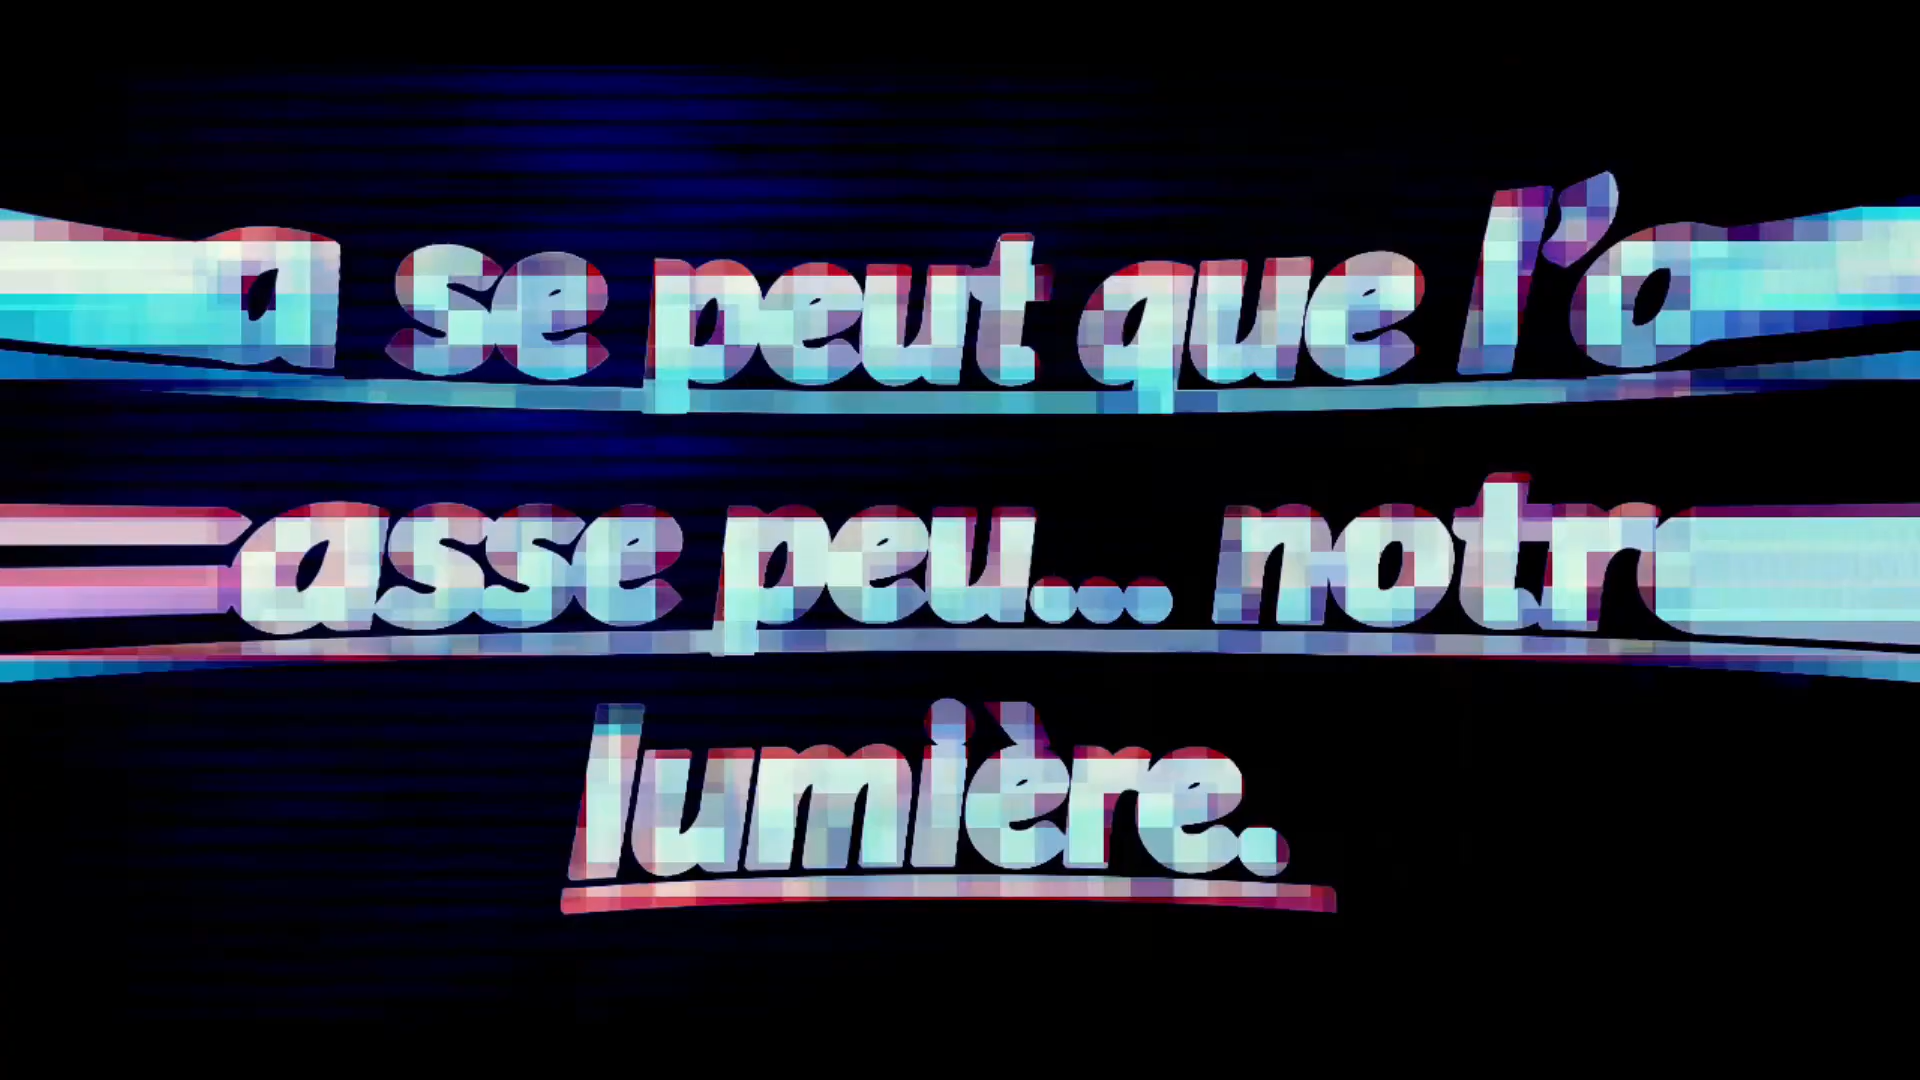 a se peut que l'o
asse peu... notr
lumière.